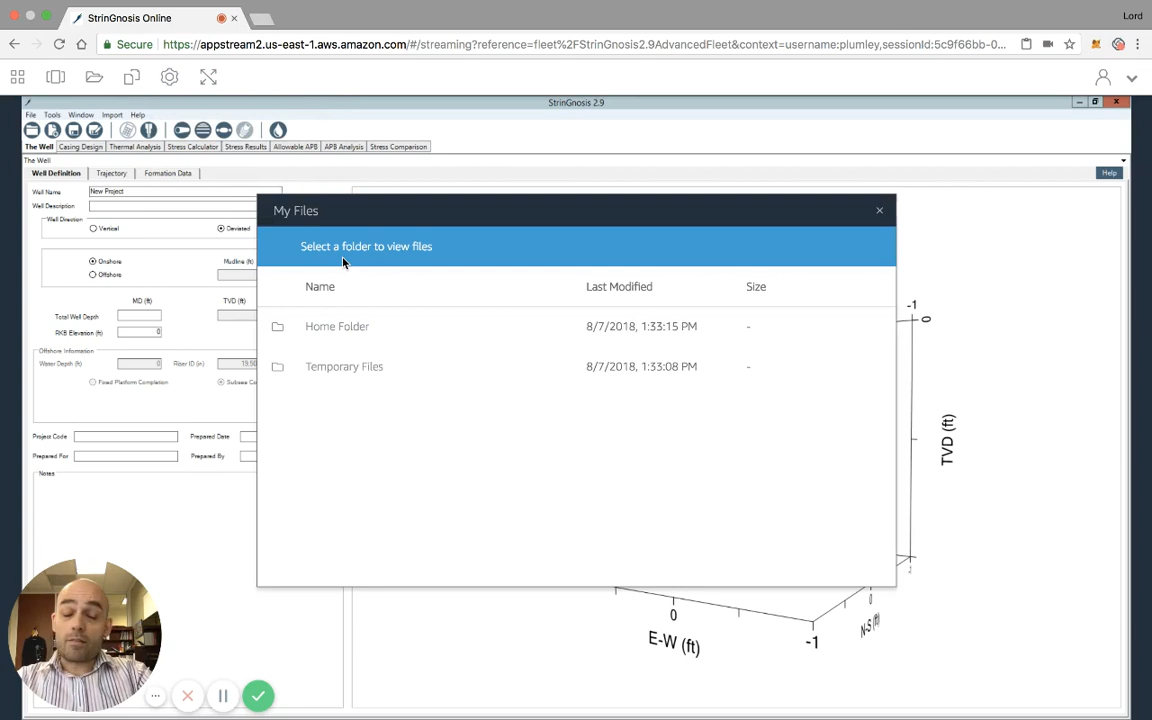 StrinGnosis Online
Lord
Secure
https://appstream2.us-east-1.aws.amazon.com/#/streaming?reference=fleet%2FStrinGnosis2.9AdvancedFleet&context=username:plumley,sessionId:5c9f66bb-0...
StrinGnosis 2.9
File Tools Window Import Help
The Well Casing Design Thermal Analysis Stress Calculator Stress Results Allowable APB APB Analysis Stress Comparison
The Well
Well Definition Trajectory Formation Data Help
Well Name New Project
Well Description
Well Direction
Vertical Deviated
Onshore Mudline (ft)
Offshore
MD (ft) TVD (ft)
Total Well Depth
RKB Elevation (ft) 0
Offshore Information
Water Depth (ft) 0 Riser ID (in) 19.50
Fixed Platform Completion Subsea Co
Project Code Prepared Date
Prepared For Prepared By
Notes
My Files
Select a folder to view files
Name Last Modified Size
Home Folder 8/7/2018, 1:33:15 PM -
Temporary Files 8/7/2018, 1:33:08 PM -
-1
0
TVD (ft)
0
E-W (ft)
-1
0
N-S (ft)